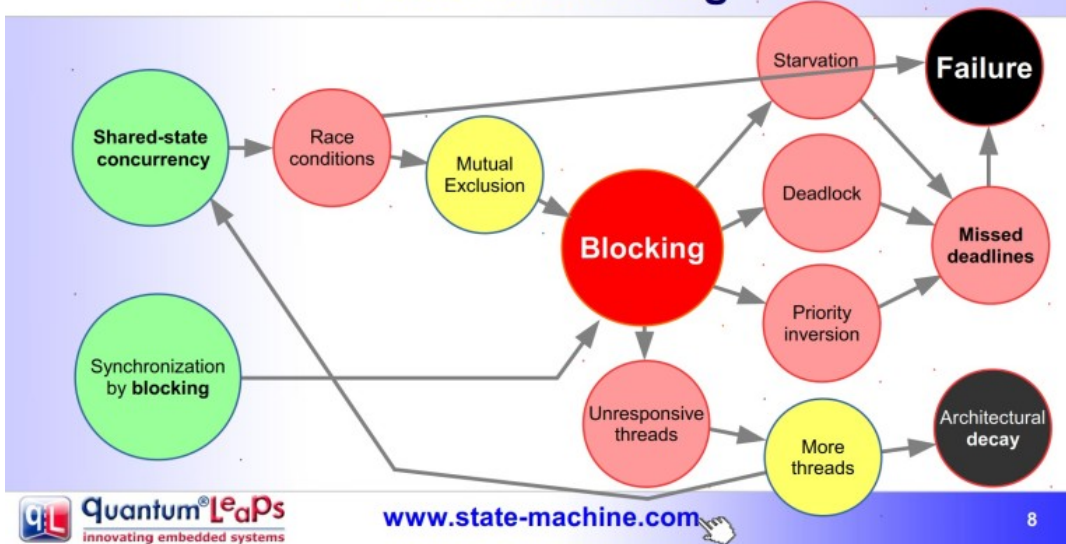 Shared-state
concurrency
Race
conditions
Mutual
Exclusion
Blocking
Starvation
Failure
Deadlock
Missed
deadlines
Priority
inversion
Synchronization
by blocking
Unresponsive
threads
More
threads
Architectural
decay
qL
quantum® LeaPs
innovating embedded systems
www.state-machine.com
8